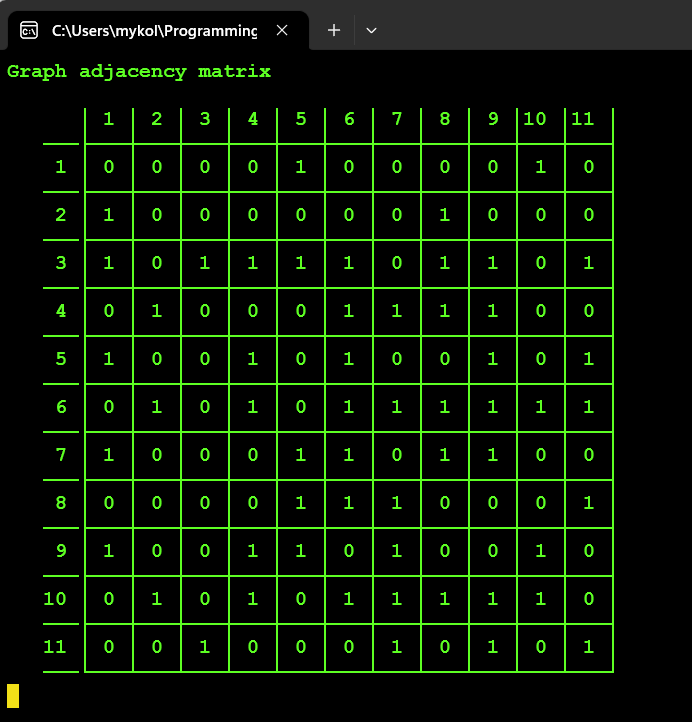 C:\Users\mykol\Programming
Graph adjacency matrix
1 2 3 4 5 6 7 8 9 10 11
1 0 0 0 0 1 0 0 0 0 1 0
2 1 0 0 0 0 0 0 1 0 0 0
3 1 0 1 1 1 1 0 1 1 0 1
4 0 1 0 0 0 1 1 1 1 0 0
5 1 0 0 1 0 1 0 0 1 0 1
6 0 1 0 1 0 1 1 1 1 1 1
7 1 0 0 0 1 1 0 1 1 0 0
8 0 0 0 0 1 1 1 0 0 0 1
9 1 0 0 1 1 0 1 0 0 1 0
10 0 1 0 1 0 1 1 1 1 1 0
11 0 0 1 0 0 0 1 0 1 0 1